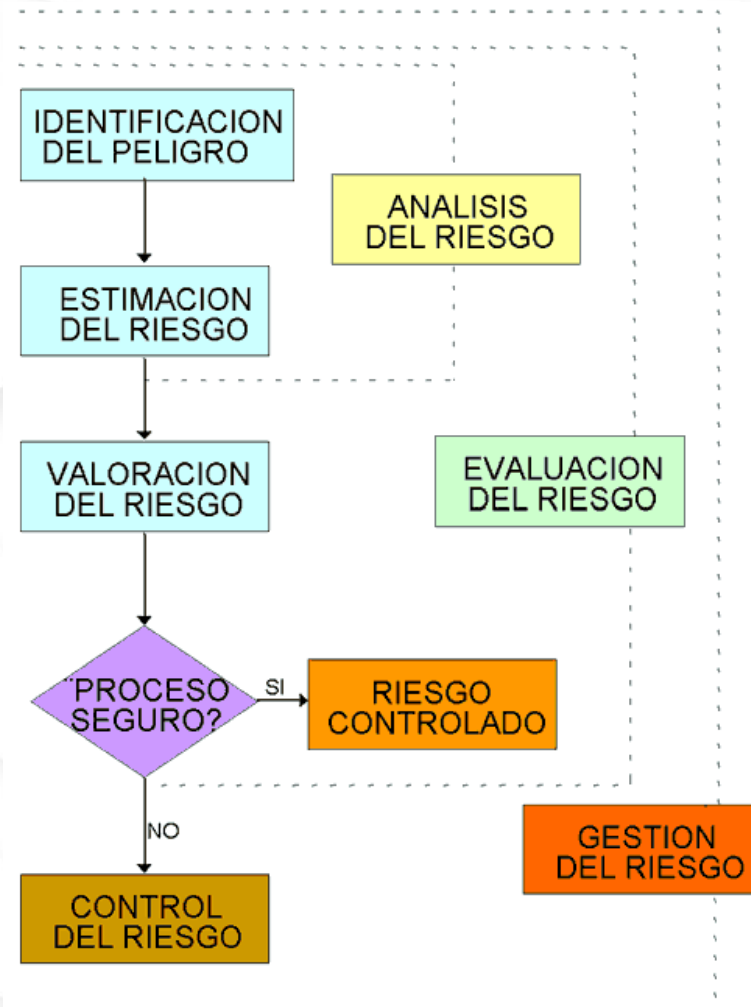 IDENTIFICACION
DEL PELIGRO
ANALISIS
DEL RIESGO
ESTIMACION
DEL RIESGO
VALORACION
DEL RIESGO
EVALUACION
DEL RIESGO
¨PROCESO
SEGURO?
SI
RIESGO
CONTROLADO
NO
GESTION
DEL RIESGO
CONTROL
DEL RIESGO